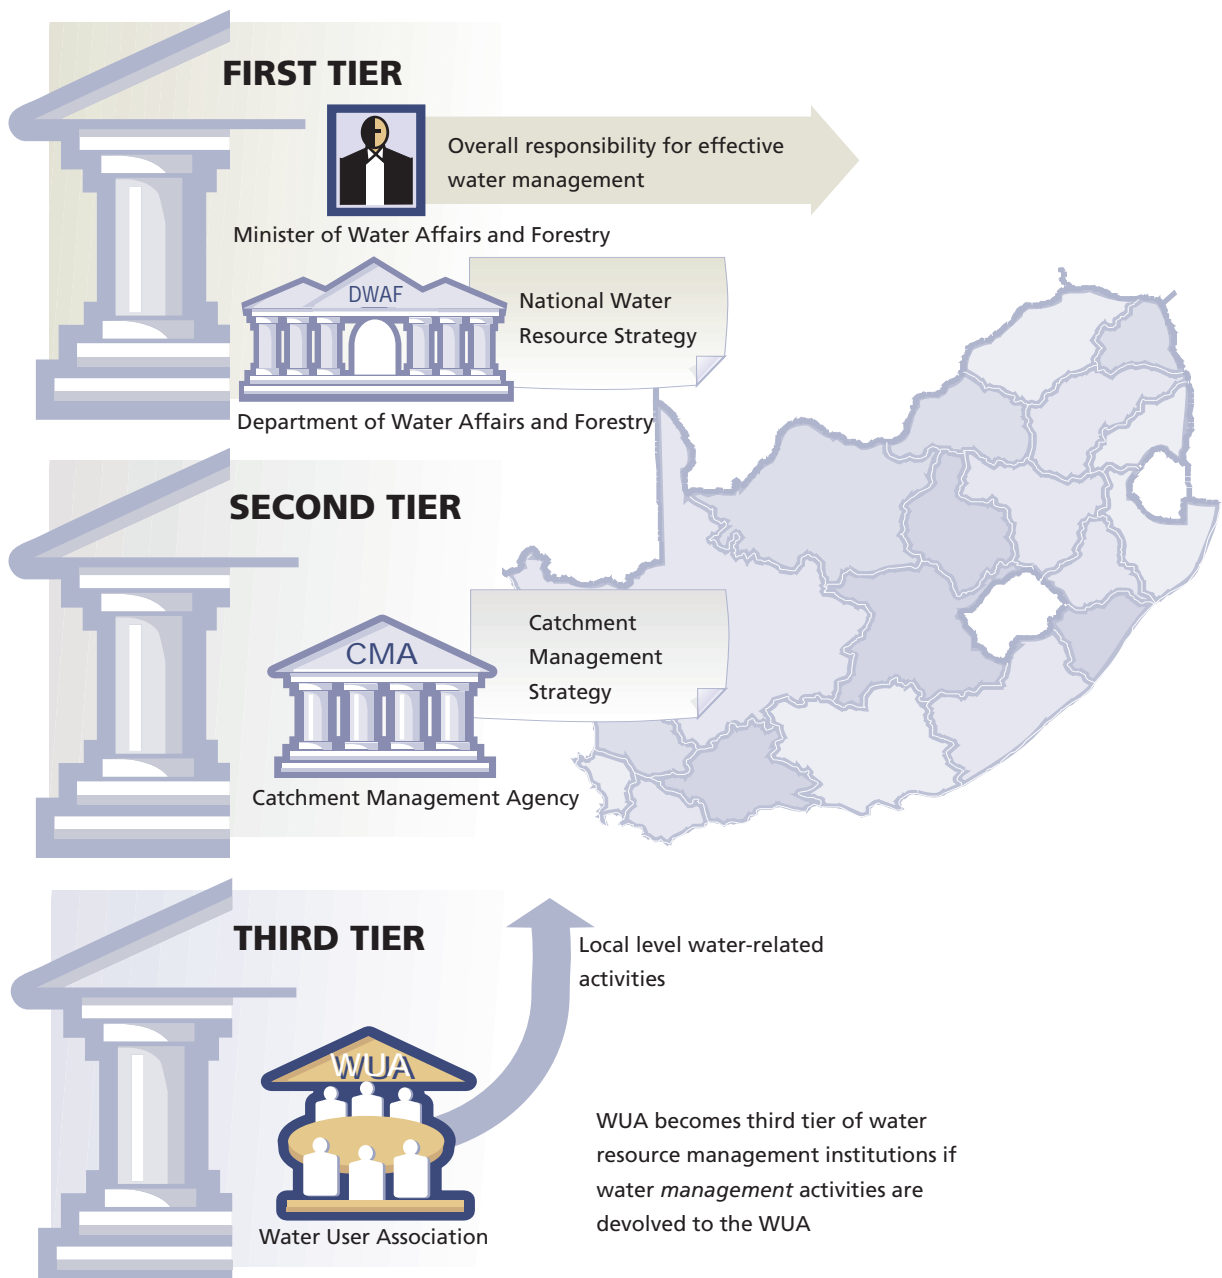 FIRST TIER
Overall responsibility for effective
water management
Minister of Water Affairs and Forestry
DWAF
National Water
Resource Strategy
Department of Water Affairs and Forestry
SECOND TIER
CMA
Catchment
Management
Strategy
Catchment Management Agency
THIRD TIER
Local level water-related
activities
WUA
WUA becomes third tier of water
resource management institutions if
water management activities are
devolved to the WUA
Water User Association